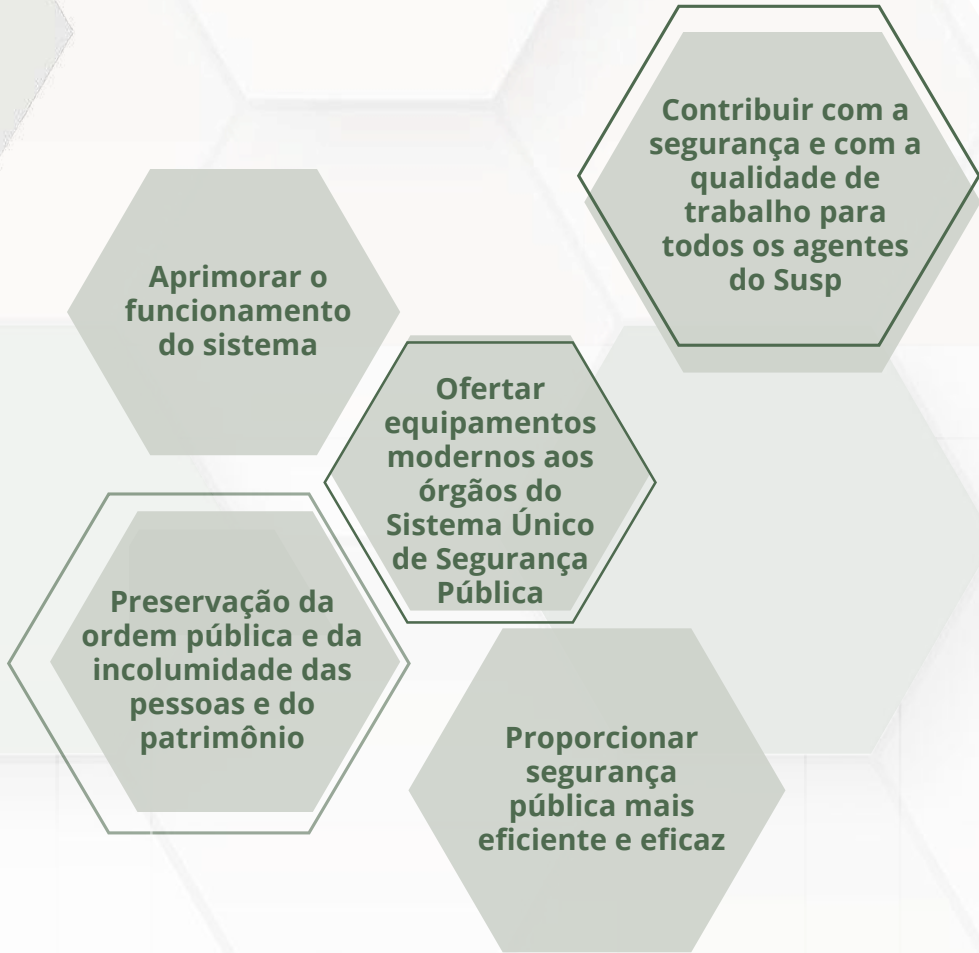 Contribuir com a
segurança e com a
qualidade de
trabalho para
todos os agentes
do Susp
Aprimorar o
funcionamento
do sistema
Ofertar
equipamentos
modernos aos
órgãos do
Sistema Único
de Segurança
Pública
Preservação da
ordem pública e da
incolumidade das
pessoas e do
patrimônio
Proporcionar
segurança
pública mais
eficiente e eficaz